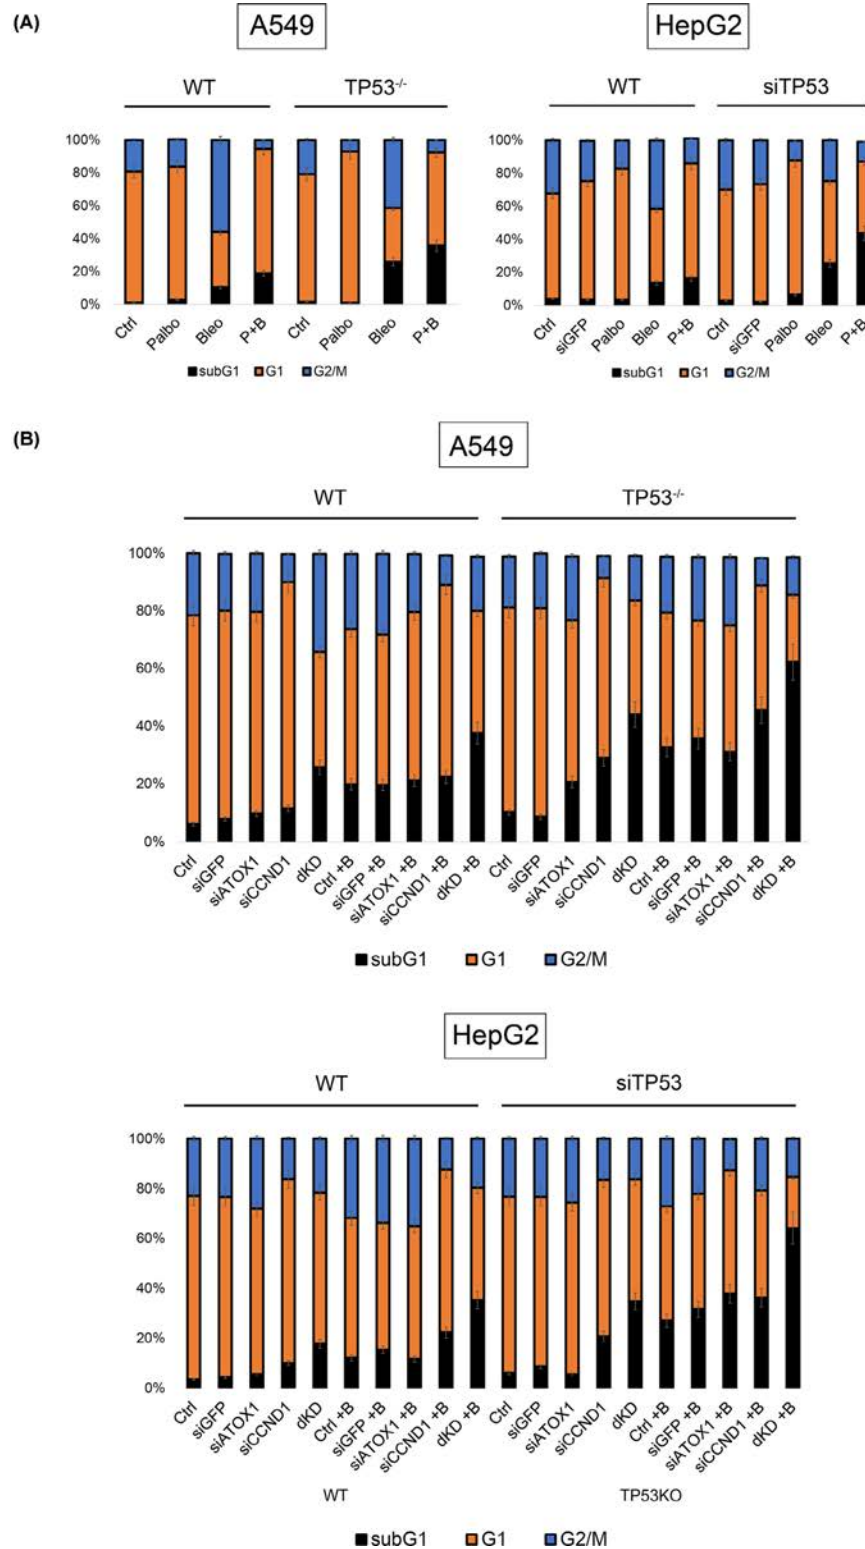 (A)
A549
HepG2
WT
TP53-/-
WT
siTP53
100%
80%
60%
40%
20%
0%
Ctrl
Palbo
Bleo
P+B
Ctrl
Palbo
Bleo
P+B
■subG1 ■G1 ■G2/M
100%
80%
60%
40%
20%
0%
Ctrl
siGFP
Palbo
Bleo
P+B
Ctrl
siGFP
Palbo
Bleo
P+B
■subG1 ■G1 ■G2/M
(B)
A549
WT
TP53-/-
100%
80%
60%
40%
20%
0%
Ctrl
siGFP
siATOX1
siCCND1
dKD
Ctrl +B
siGFP +B
siATOX1 +B
siCCND1 +B
dKD +B
Ctrl
siGFP
siATOX1
siCCND1
dKD
Ctrl +B
siGFP +B
siATOX1 +B
siCCND1 +B
dKD +B
■subG1 ■G1 ■G2/M
HepG2
WT
siTP53
100%
80%
60%
40%
20%
0%
Ctrl
siGFP
siATOX1
siCCND1
dKD
Ctrl +B
siGFP +B
siATOX1 +B
siCCND1 +B
dKD +B
Ctrl
siGFP
siATOX1
siCCND1
dKD
Ctrl +B
siGFP +B
siATOX1 +B
siCCND1 +B
dKD +B
WT
TP53KO
■subG1 ■G1 ■G2/M